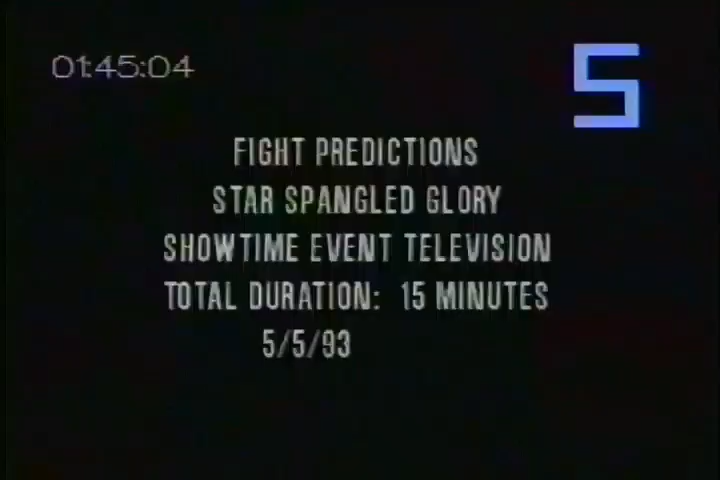 01:45:04
5
FIGHT PREDICTIONS
STAR SPANGLED GLORY
SHOWTIME EVENT TELEVISION
TOTAL DURATION: 15 MINUTES
5/5/93